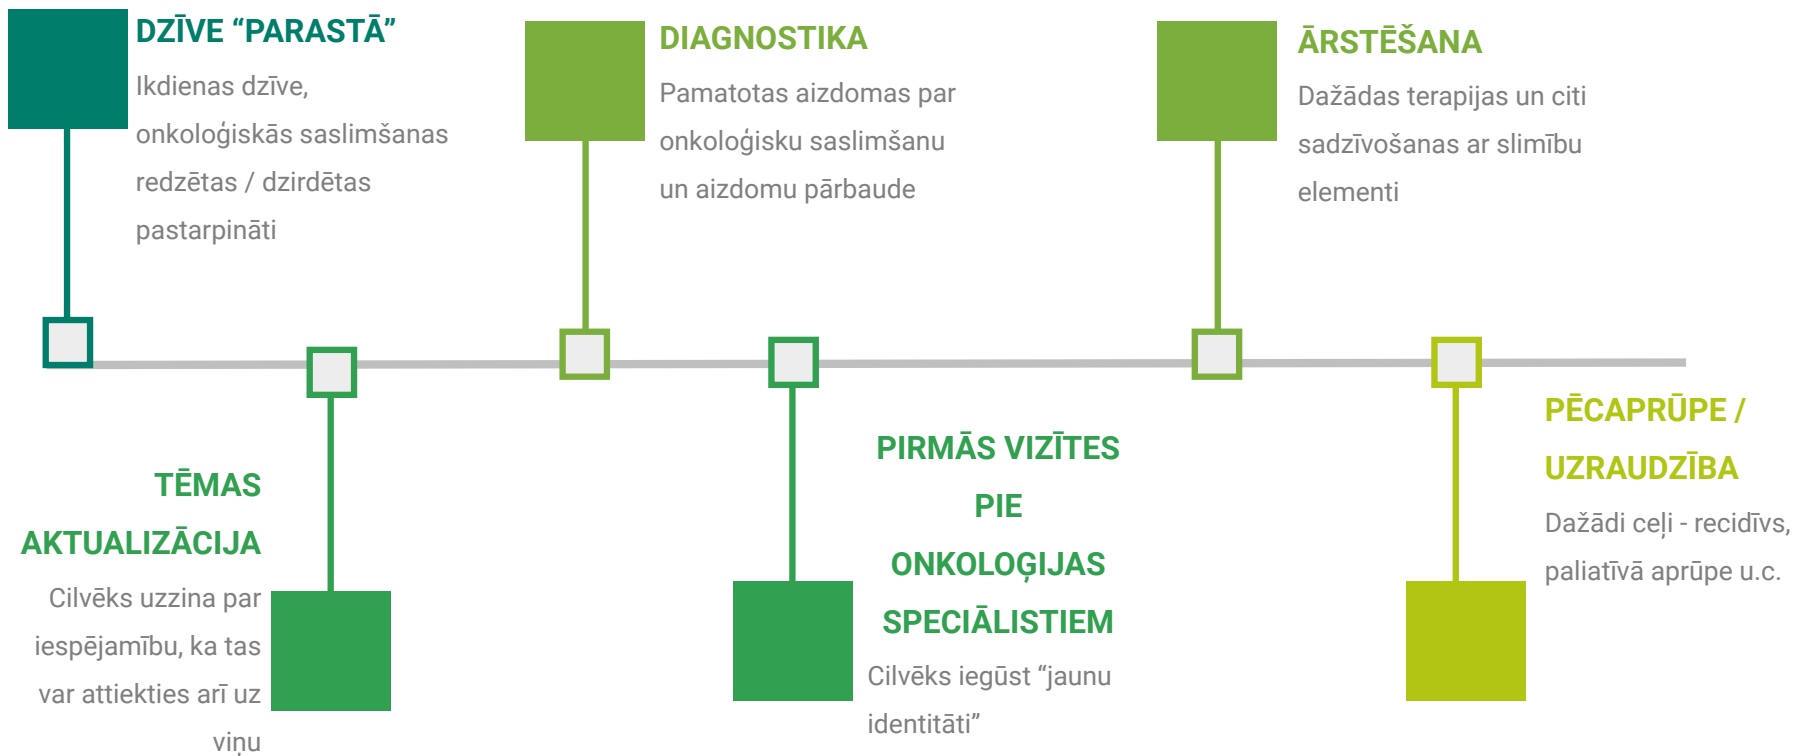 DZĪVE “PARASTĀ”
Ikdienas dzīve,
onkoloģiskās saslimšanas
redzētas / dzirdētas
pastarpināti
TĒMAS
AKTUALIZĀCIJA
Cilvēks uzzina par
iespējamību, ka tas
var attiekties arī uz
viņu
DIAGNOSTIKA
Pamatotas aizdomas par
onkoloģisku saslimšanu
un aizdomu pārbaude
PIRMĀS VIZĪTES
PIE
ONKOLOĢIJAS
SPECIĀLISTIEM
Cilvēks iegūst “jaunu
identitāti”
ĀRSTĒŠANA
Dažādas terapijas un citi
sadzīvošanas ar slimību
elementi
PĒCAPRŪPE /
UZRAUDZĪBA
Dažādi ceļi - recidīvs,
paliatīvā aprūpe u.c.